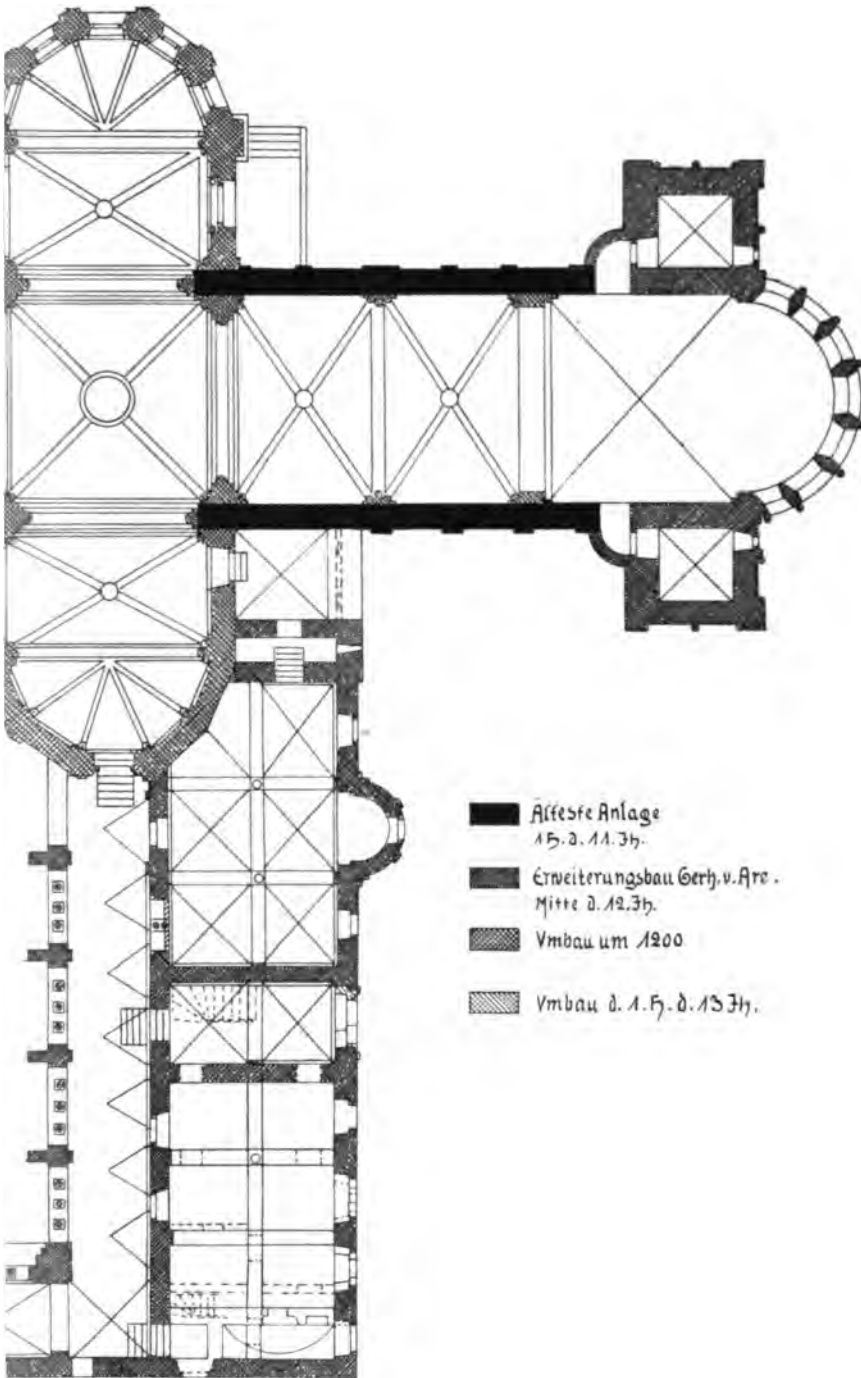 Älteste Anlage
1 H. d. 11. Jh.
Erweiterungsbau Gerh. v. Are.
Mitte d. 12. Jh.
Umbau um 1200
Umbau d. 1. H. d. 13 Jh.